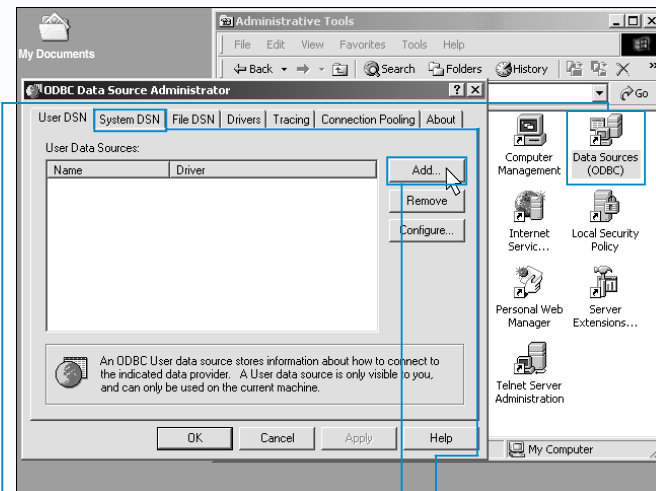 My Documents
Administrative Tools
File Edit View Favorites Tools Help
Back Search Folders History
Go
ODBC Data Source Administrator
User DSN System DSN File DSN Drivers Tracing Connection Pooling About
User Data Sources:
Name Driver
Add...
Remove
Configure...
An ODBC User data source stores information about how to connect to
the indicated data provider. A User data source is only visible to you,
and can only be used on the current machine.
OK Cancel Apply Help
Computer
Management
Data Sources
(ODBC)
Internet
Servic...
Local Security
Policy
Personal Web
Manager
Server
Extensions...
Telnet Server
Administration
My Computer